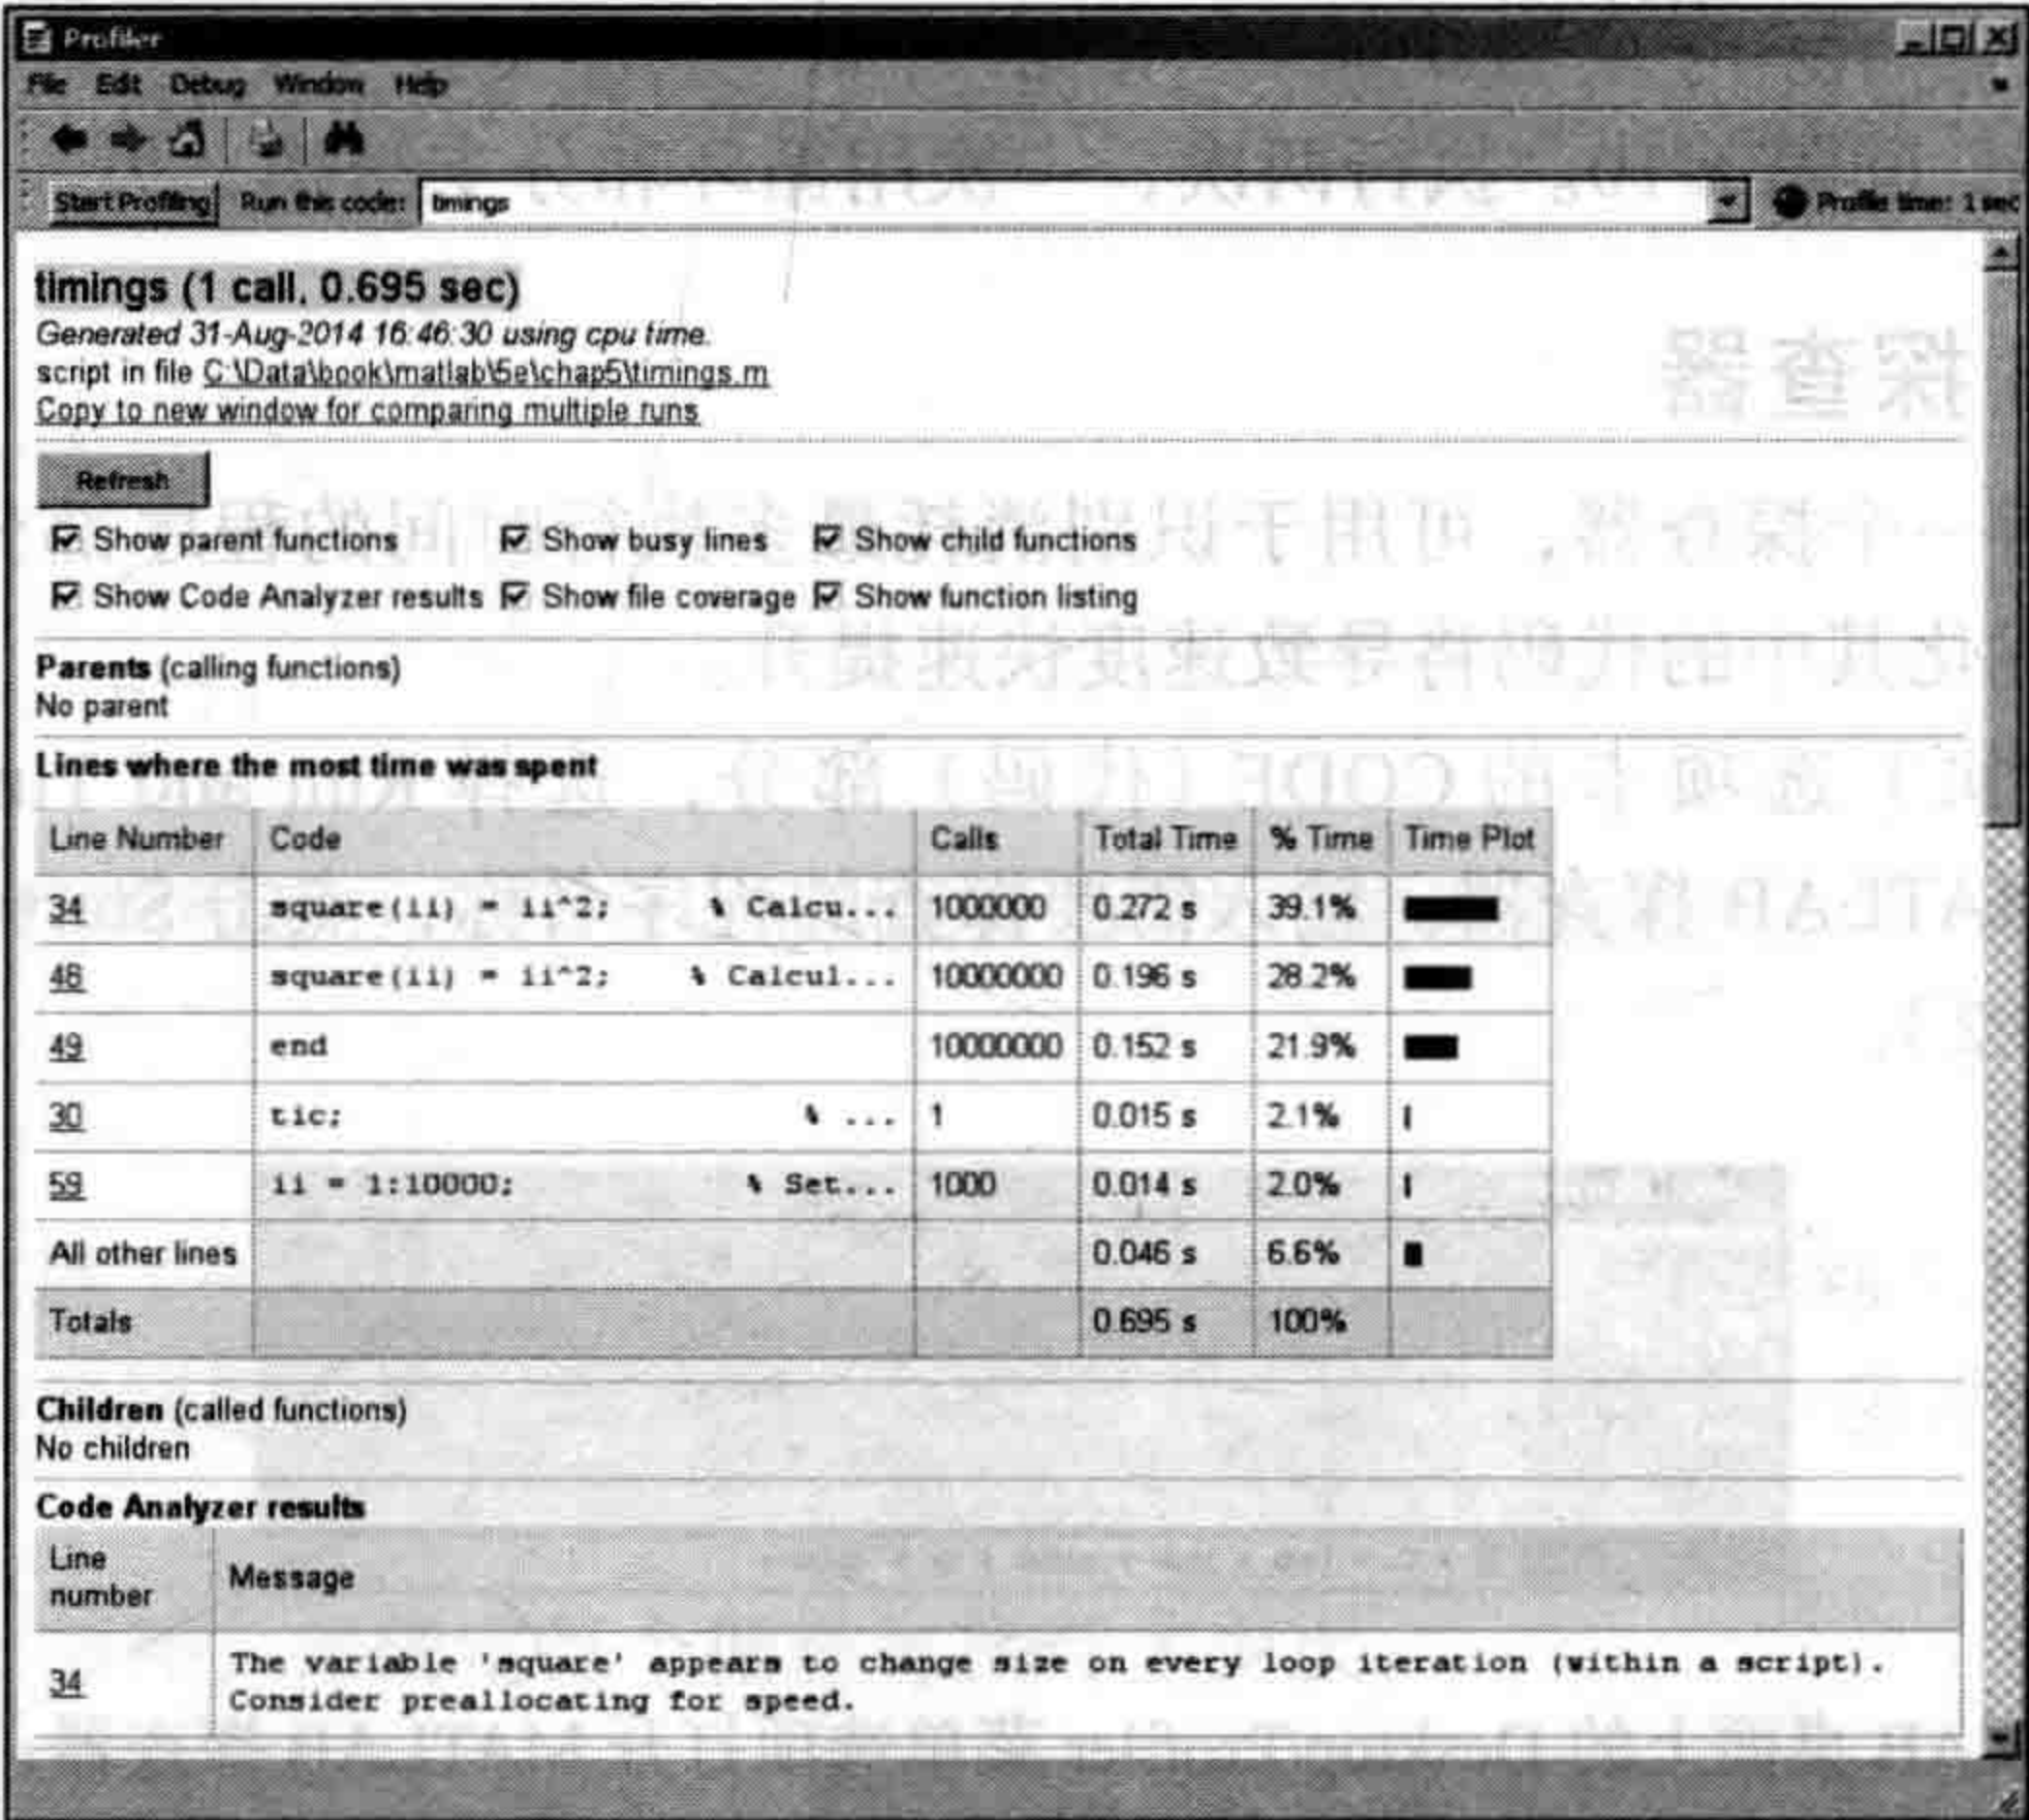 Profiler
File Edit Debug Window Help
Start Profiling Run this code: timings Profile time: 1 sec
timings (1 call, 0.695 sec)
Generated 31-Aug-2014 16:46:30 using cpu time.
script in file C:\Data\book\matlab\5e\chap5\timings.m
Copy to new window for comparing multiple runs
Refresh
Show parent functions Show busy lines Show child functions
Show Code Analyzer results Show file coverage Show function listing
Parents (calling functions)
No parent
Lines where the most time was spent
Line Number Code Calls Total Time % Time Time Plot
34 square(ii) = ii^2; % Calcu... 1000000 0.272 s 39.1%
48 square(ii) = ii^2; % Calcul... 10000000 0.196 s 28.2%
49 end 10000000 0.152 s 21.9%
30 tic; % ... 1 0.015 s 2.1%
59 ii = 1:10000; % Set... 1000 0.014 s 2.0%
All other lines 0.046 s 6.6%
Totals 0.695 s 100%
Children (called functions)
No children
Code Analyzer results
Line number Message
34 The variable 'square' appears to change size on every loop iteration (within a script).
Consider preallocating for speed.